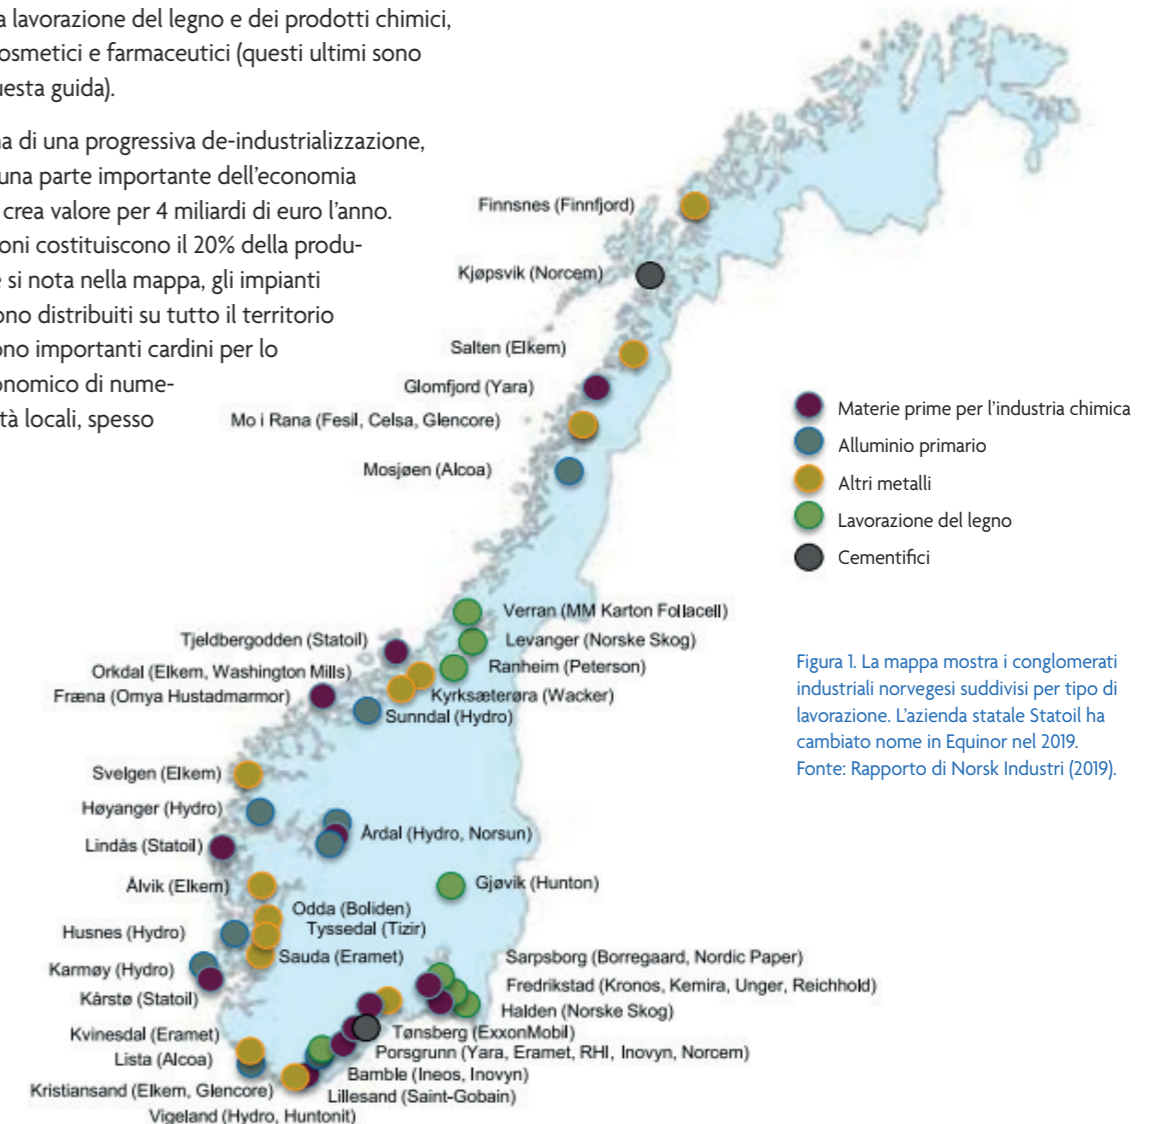 a lavorazione del legno e dei prodotti chimici,
osmetici e farmaceutici (questi ultimi sono
uesta guida).
na di una progressiva de-industrializzazione,
una parte importante dell'economia
crea valore per 4 miliardi di euro l'anno.
oni costituiscono il 20% della produ-
e si nota nella mappa, gli impianti
ono distribuiti su tutto il territorio
ono importanti cardini per lo
onomico di nume-
tà locali, spesso
Finnsnes (Finnfjord)
Kjøpsvik (Norcem)
Salten (Elkem)
Glomfjord (Yara)
Mo i Rana (Fesil, Celsa, Glencore)
Mosjøen (Alcoa)
Materie prime per l'industria chimica
Alluminio primario
Altri metalli
Lavorazione del legno
Cementifici
Verran (MM Karton Follacell)
Tjeldbergodden (Statoil)
Levanger (Norske Skog)
Ranheim (Peterson)
Orkdal (Elkem, Washington Mills)
Fræna (Omya Hustadmarmor)
Kyrksæterøra (Wacker)
Sunndal (Hydro)
Figura 1. La mappa mostra i conglomerati
industriali norvegesi suddivisi per tipo di
lavorazione. L'azienda statale Statoil ha
cambiato nome in Equinor nel 2019.
Fonte: Rapporto di Norsk Industri (2019).
Svelgen (Elkem)
Høyanger (Hydro)
Årdal (Hydro, Norsun)
Lindås (Statoil)
Ålvik (Elkem)
Gjøvik (Hunton)
Odda (Boliden)
Tyssedal (Tizir)
Husnes (Hydro)
Sauda (Eramet)
Karmøy (Hydro)
Kårstø (Statoil)
Sarpsborg (Borregaard, Nordic Paper)
Fredrikstad (Kronos, Kemira, Unger, Reichhold)
Halden (Norske Skog)
Kvinesdal (Eramet)
Tønsberg (ExxonMobil)
Lista (Alcoa)
Porsgrunn (Yara, Eramet, RHI, Inovyn, Norcem)
Bamble (Ineos, Inovyn)
Kristiansand (Elkem, Glencore)
Lillesand (Saint-Gobain)
Vigeland (Hydro, Huntonit)